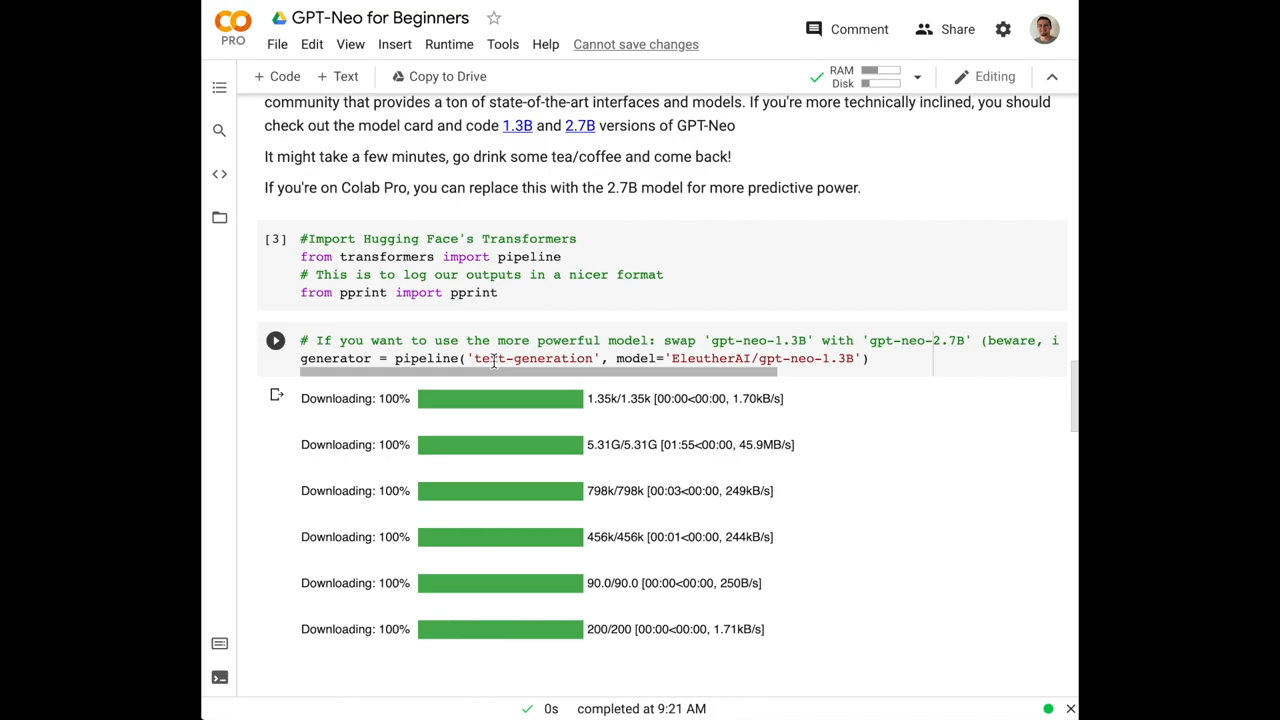 GPT-Neo for Beginners
PRO
File Edit View Insert Runtime Tools Help Cannot save changes
Comment
Share
+ Code + Text
Copy to Drive
RAM
Disk
Editing
community that provides a ton of state-of-the-art interfaces and models. If you're more technically inclined, you should
check out the model card and code 1.3B and 2.7B versions of GPT-Neo
It might take a few minutes, go drink some tea/coffee and come back!
If you're on Colab Pro, you can replace this with the 2.7B model for more predictive power.
[3] #Import Hugging Face's Transformers
from transformers import pipeline
# This is to log our outputs in a nicer format
from pprint import pprint
# If you want to use the more powerful model: swap 'gpt-neo-1.3B' with 'gpt-neo-2.7B' (beware, i
generator = pipeline('text-generation', model='EleutherAI/gpt-neo-1.3B')
Downloading: 100% 1.35k/1.35k [00:00<00:00, 1.70kB/s]
Downloading: 100% 5.31G/5.31G [01:55<00:00, 45.9MB/s]
Downloading: 100% 798k/798k [00:03<00:00, 249kB/s]
Downloading: 100% 456k/456k [00:01<00:00, 244kB/s]
Downloading: 100% 90.0/90.0 [00:00<00:00, 250B/s]
Downloading: 100% 200/200 [00:00<00:00, 1.71kB/s]
0s completed at 9:21 AM